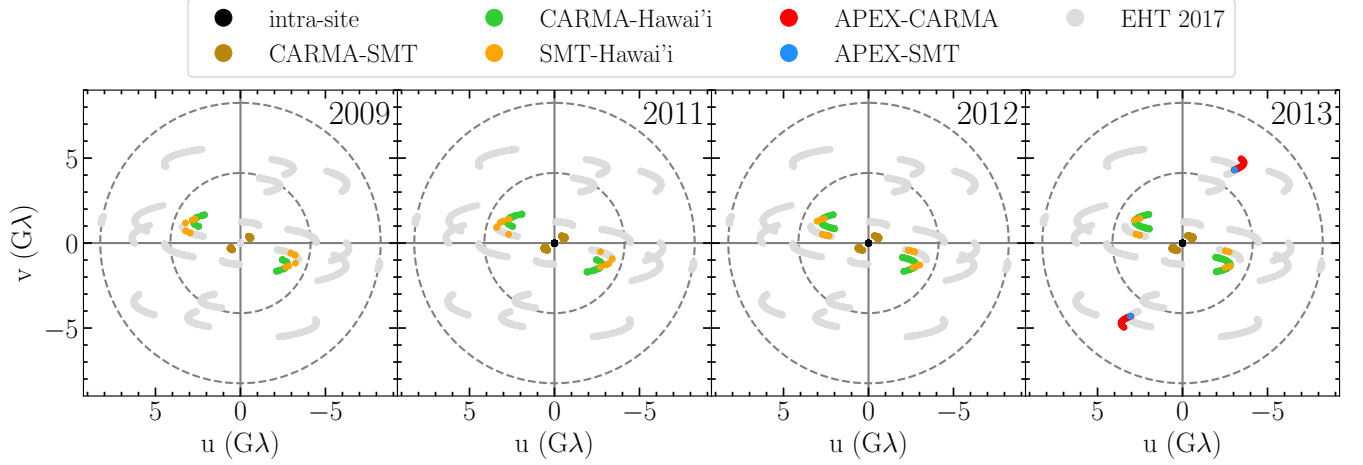 intra-site CARMA-Hawai'i APEX-CARMA EHT 2017
CARMA-SMT SMT-Hawai'i APEX-SMT
2009 2011 2012 2013
5
0
−5
v (Gλ)
5 0 −5 5 0 −5 5 0 −5 5 0 −5
u (Gλ) u (Gλ) u (Gλ) u (Gλ)